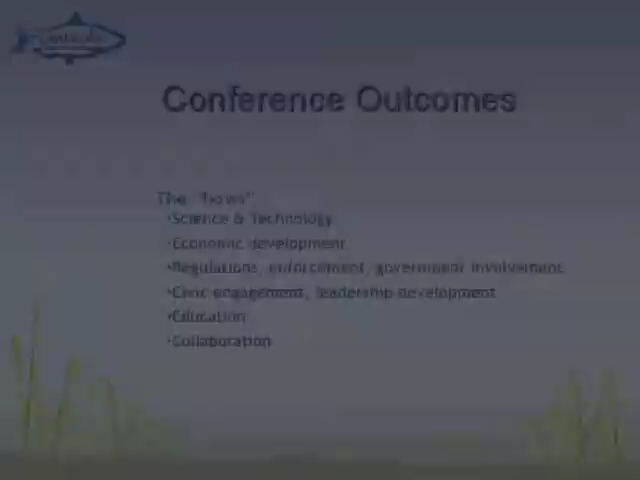 Conference Outcomes
The "hows"
•Science & Technology
•Economic development
•Regulations, enforcement, government involvement
•Civic engagement, leadership development
•Education
•Collaboration